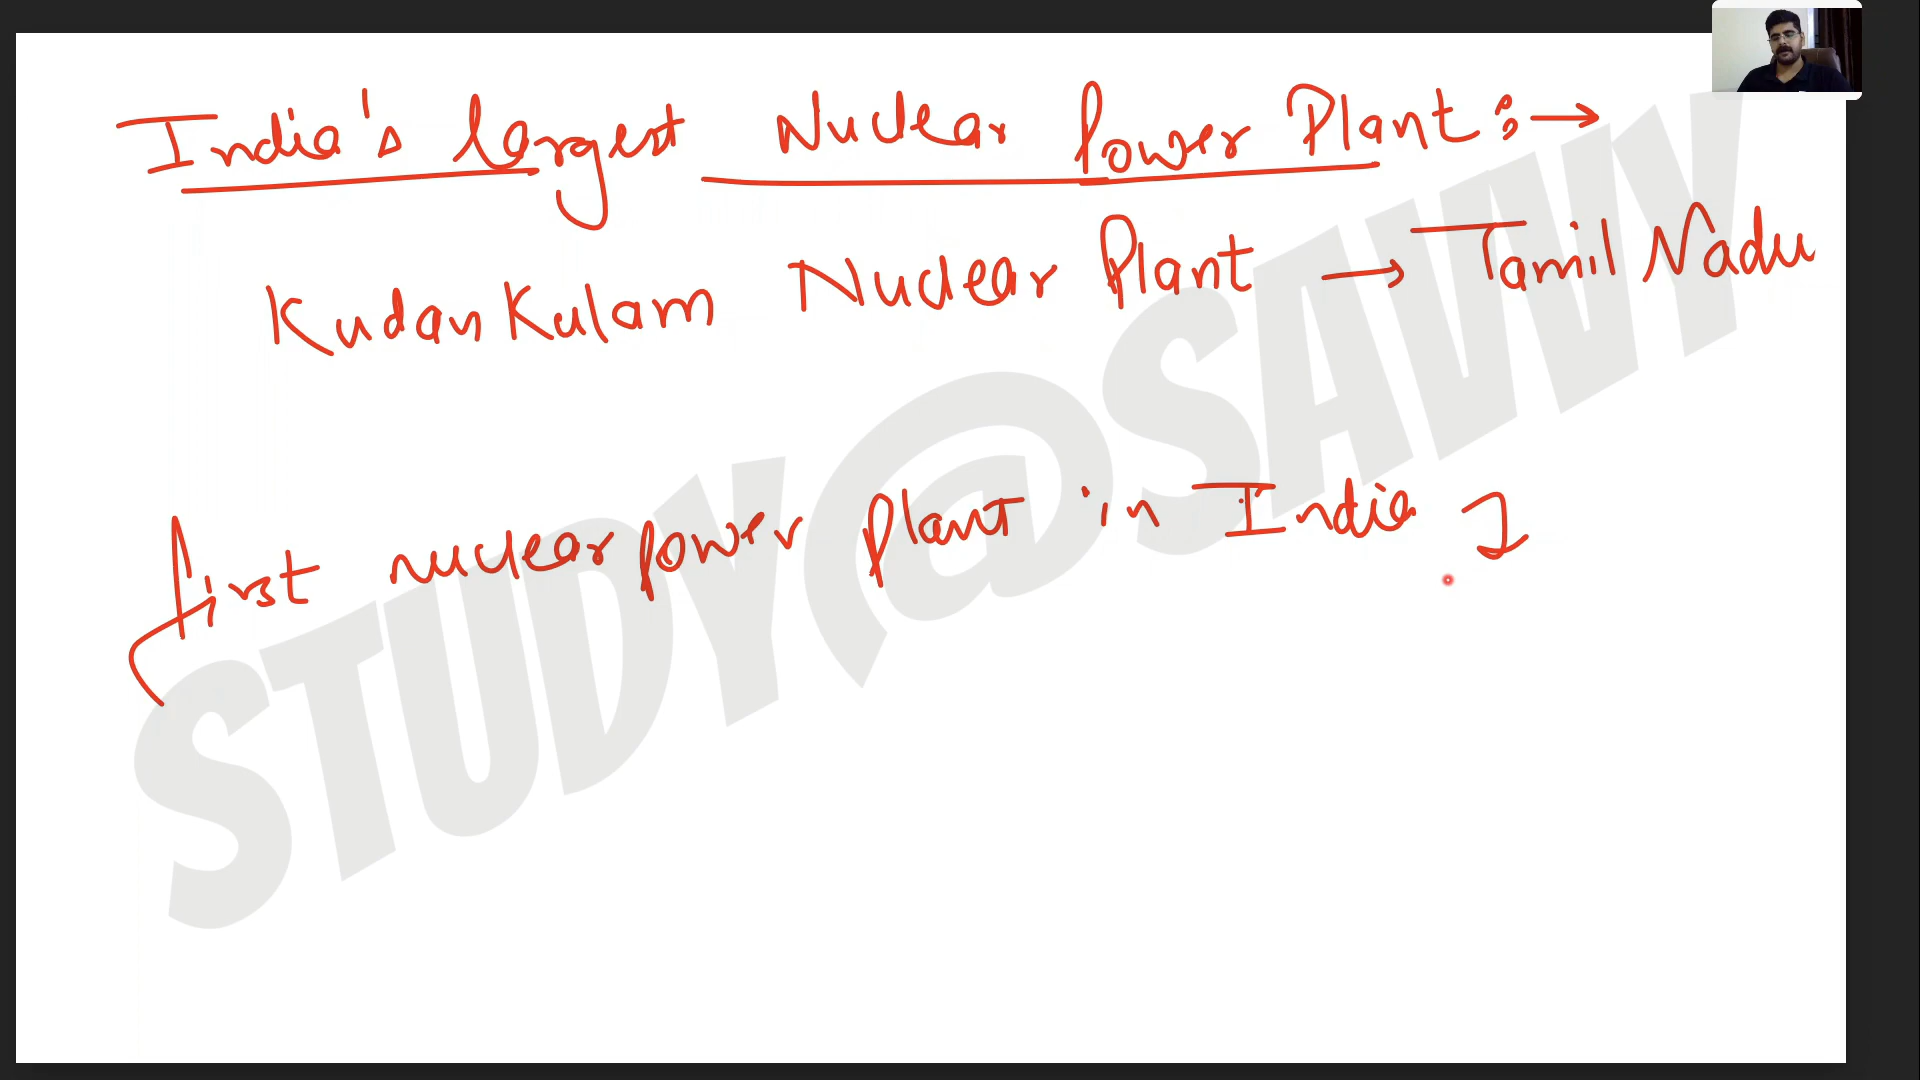 India's largest Nuclear Power Plant :→
KudanKulam Nuclear Plant → Tamil Nadu
first nuclear power plant in India
STUDY@SAVVY